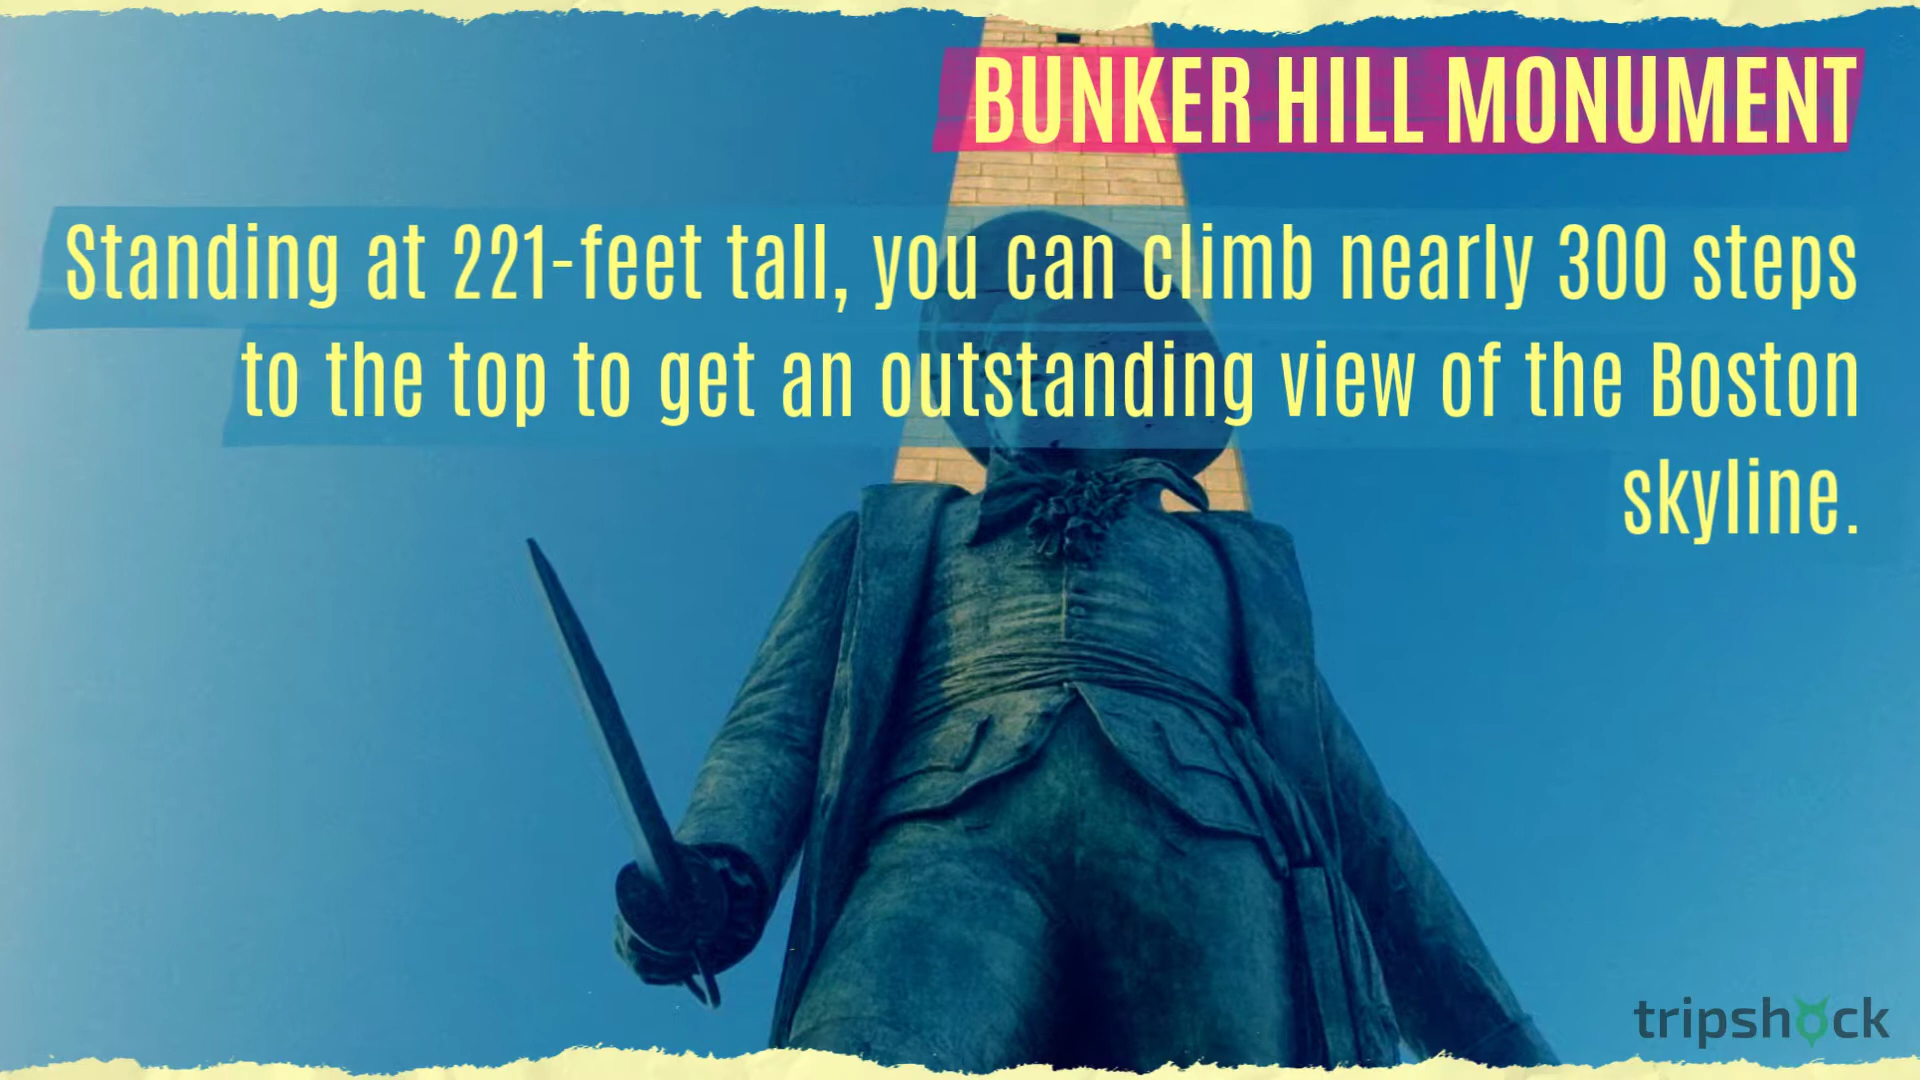 BUNKER HILL MONUMENT
Standing at 221-feet tall, you can climb nearly 300 steps
to the top to get an outstanding view of the Boston
skyline.
tripshock